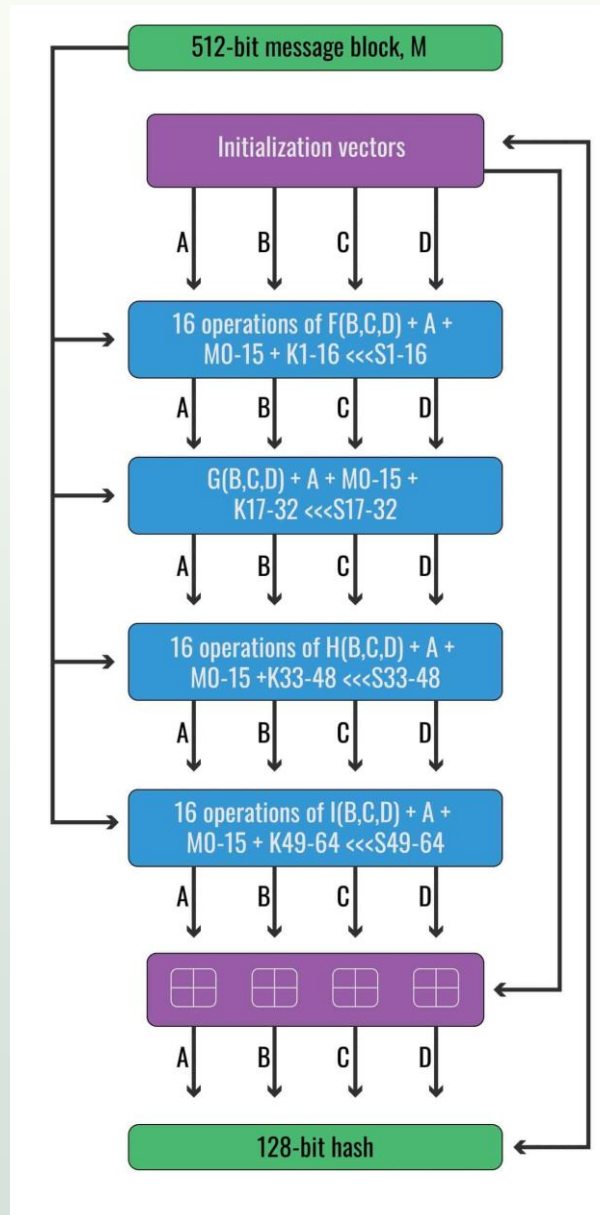 512-bit message block, M
Initialization vectors
A B C D
16 operations of F(B,C,D) + A +
M0-15 + K1-16 <<<S1-16
A B C D
G(B,C,D) + A + M0-15 +
K17-32 <<<S17-32
A B C D
16 operations of H(B,C,D) + A +
M0-15 +K33-48 <<<S33-48
A B C D
16 operations of I(B,C,D) + A +
M0-15 + K49-64 <<<S49-64
A B C D
A B C D
128-bit hash